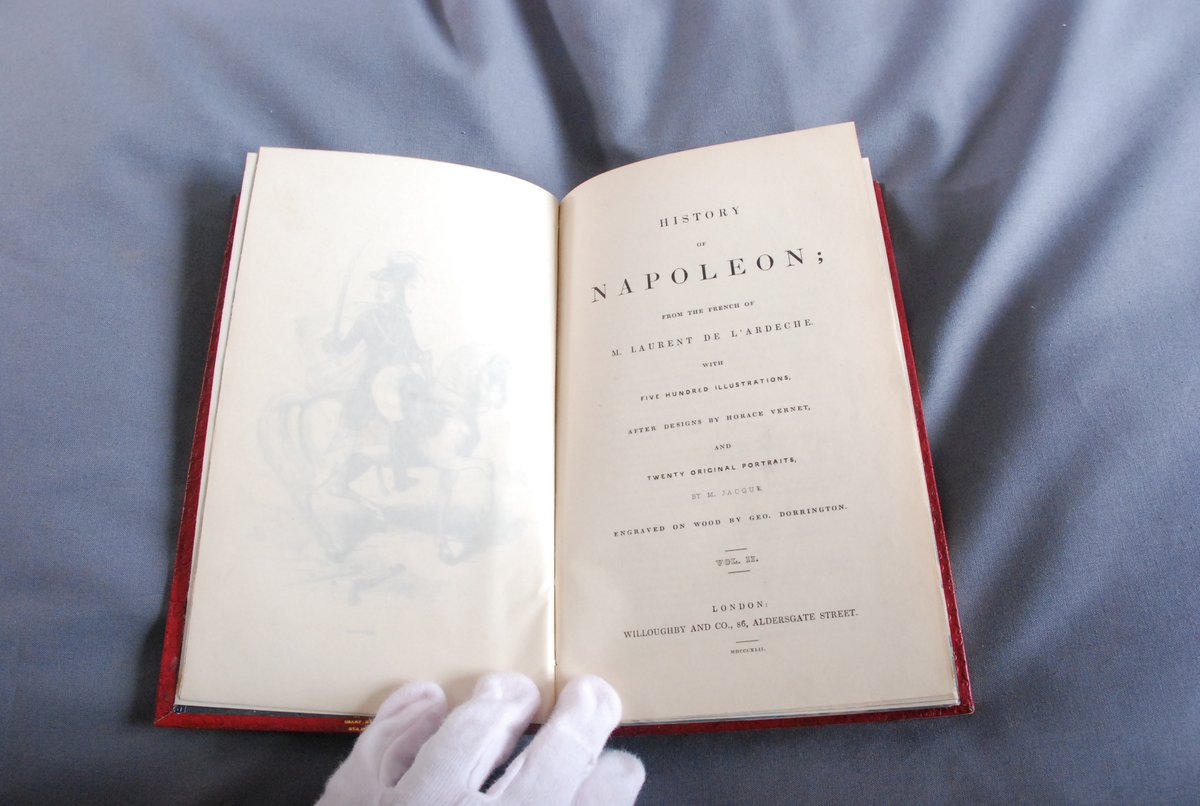 HISTORY
OF
NAPOLEON;
FROM THE FRENCH OF
M. LAURENT DE L'ARDECHE.
WITH
FIVE HUNDRED ILLUSTRATIONS,
AFTER DESIGNS BY HORACE VERNET,
AND
TWENTY ORIGINAL PORTRAITS,
BY M. JACQUE
ENGRAVED ON WOOD BY GEO. DORRINGTON.
VOL. II.
LONDON:
WILLOUGHBY AND CO., 86, ALDERSGATE STREET.
MDCCCXLII.